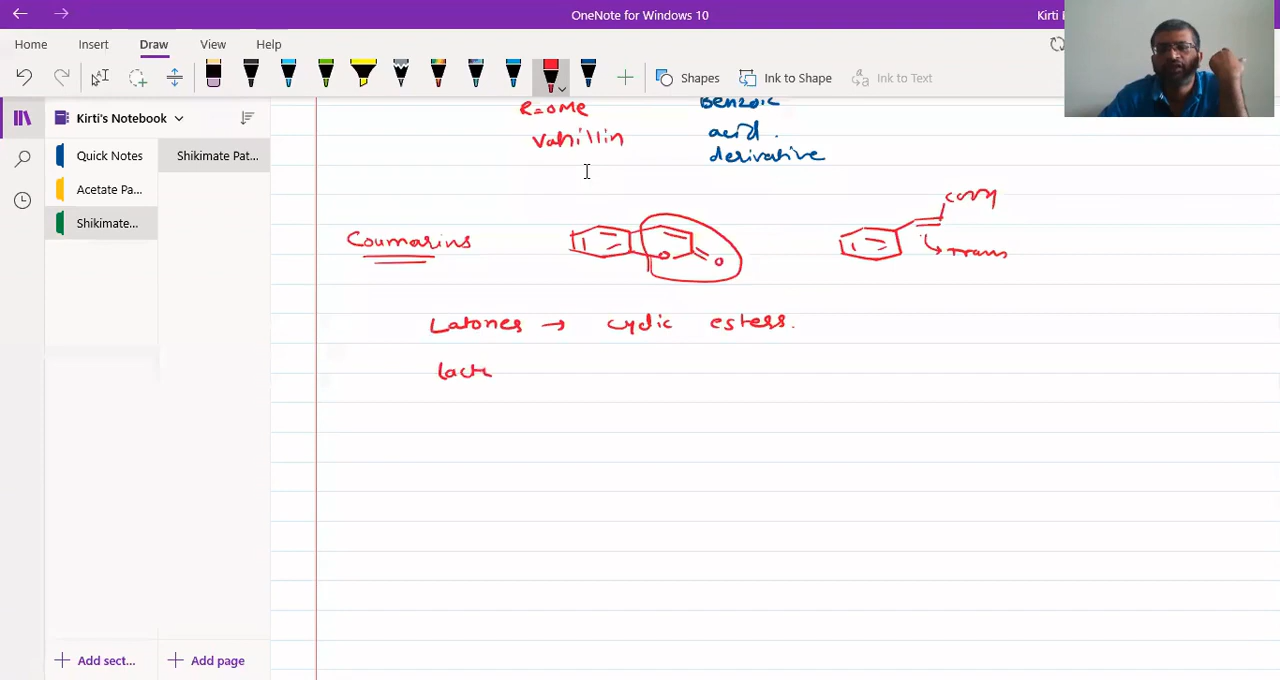 OneNote for Windows 10
Kirti
Home Insert Draw View Help
Shapes Ink to Shape Ink to Text
Kirti's Notebook
Quick Notes
Acetate Pa...
Shikimate...
Shikimate Pat...
R=OMe
Vanillin
Benzoic
acid.
derivative
Coumarins
O
O
COOH
Trans
Latones → cyclic esters.
lact
Add sect...
Add page